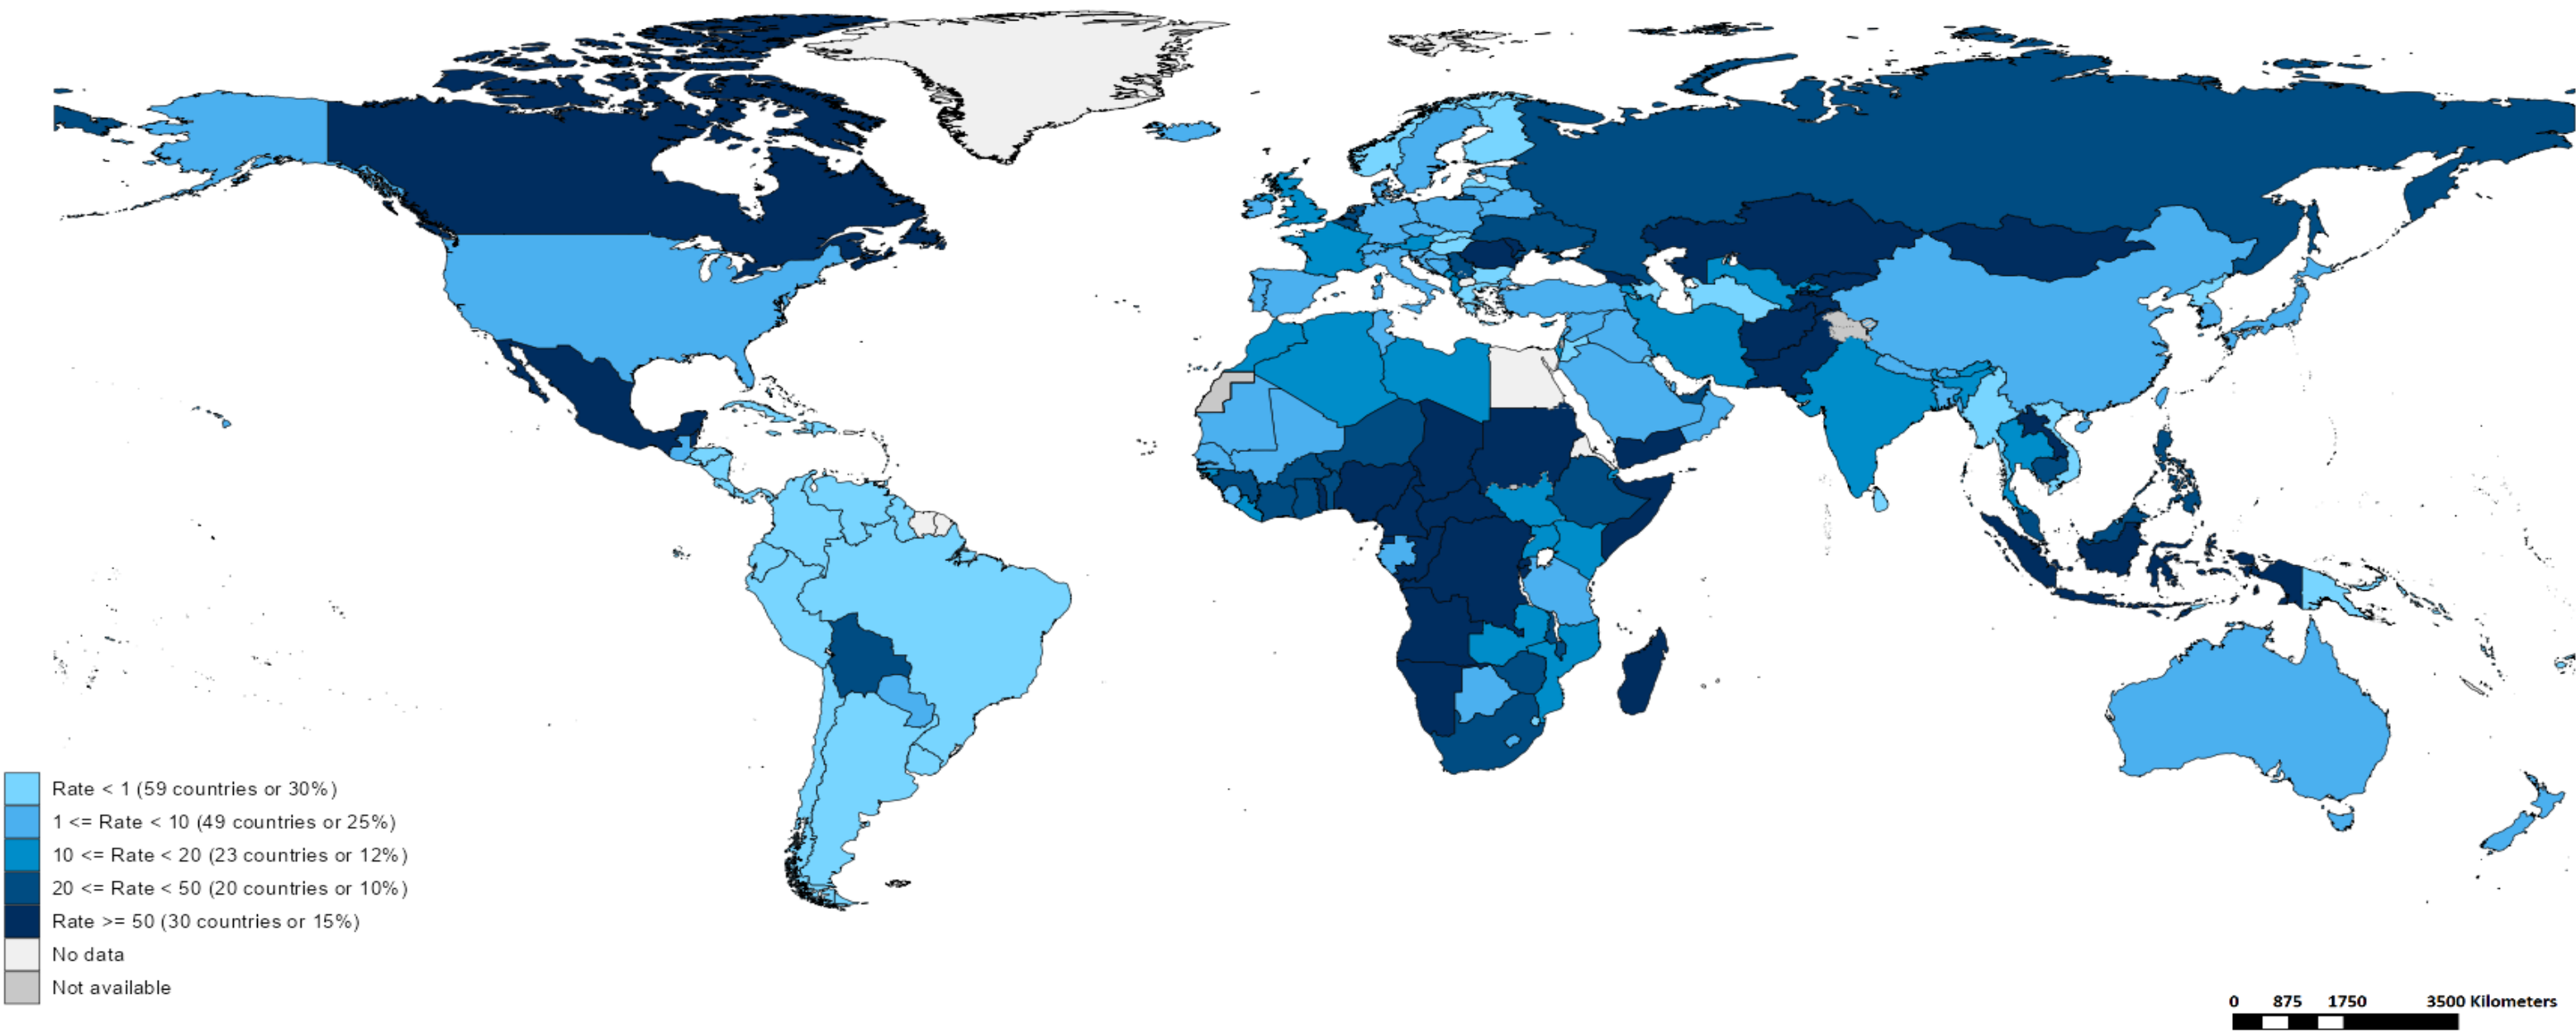 Rate < 1 (59 countries or 30%)
1 <= Rate < 10 (49 countries or 25%)
10 <= Rate < 20 (23 countries or 12%)
20 <= Rate < 50 (20 countries or 10%)
Rate >= 50 (30 countries or 15%)
No data
Not available
0 875 1750 3500 Kilometers